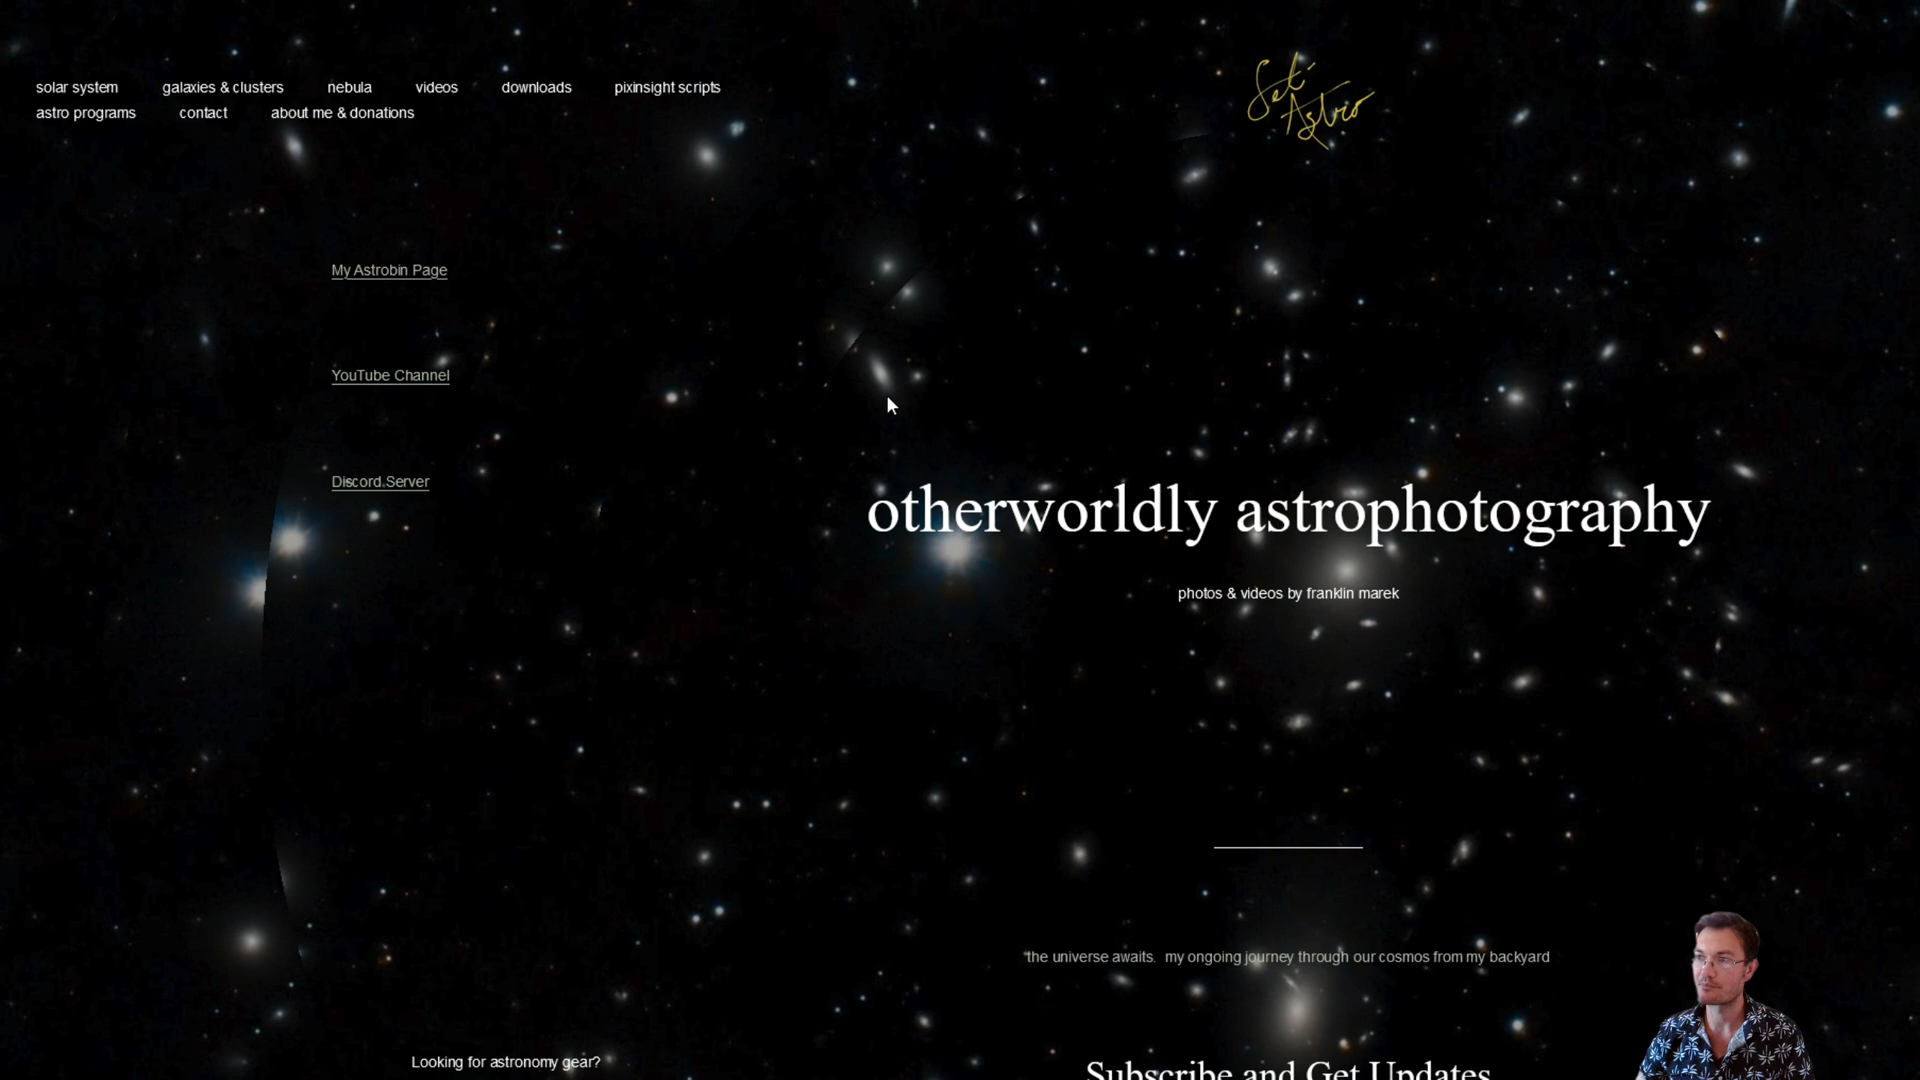 solar system galaxies & clusters nebula videos downloads pixinsight scripts
astro programs contact about me & donations
Seti Astro
My Astrobin Page
YouTube Channel
Discord Server
otherworldly astrophotography
photos & videos by franklin marek
"the universe awaits. my ongoing journey through our cosmos from my backyard
Looking for astronomy gear?
Subscribe and Get Updates